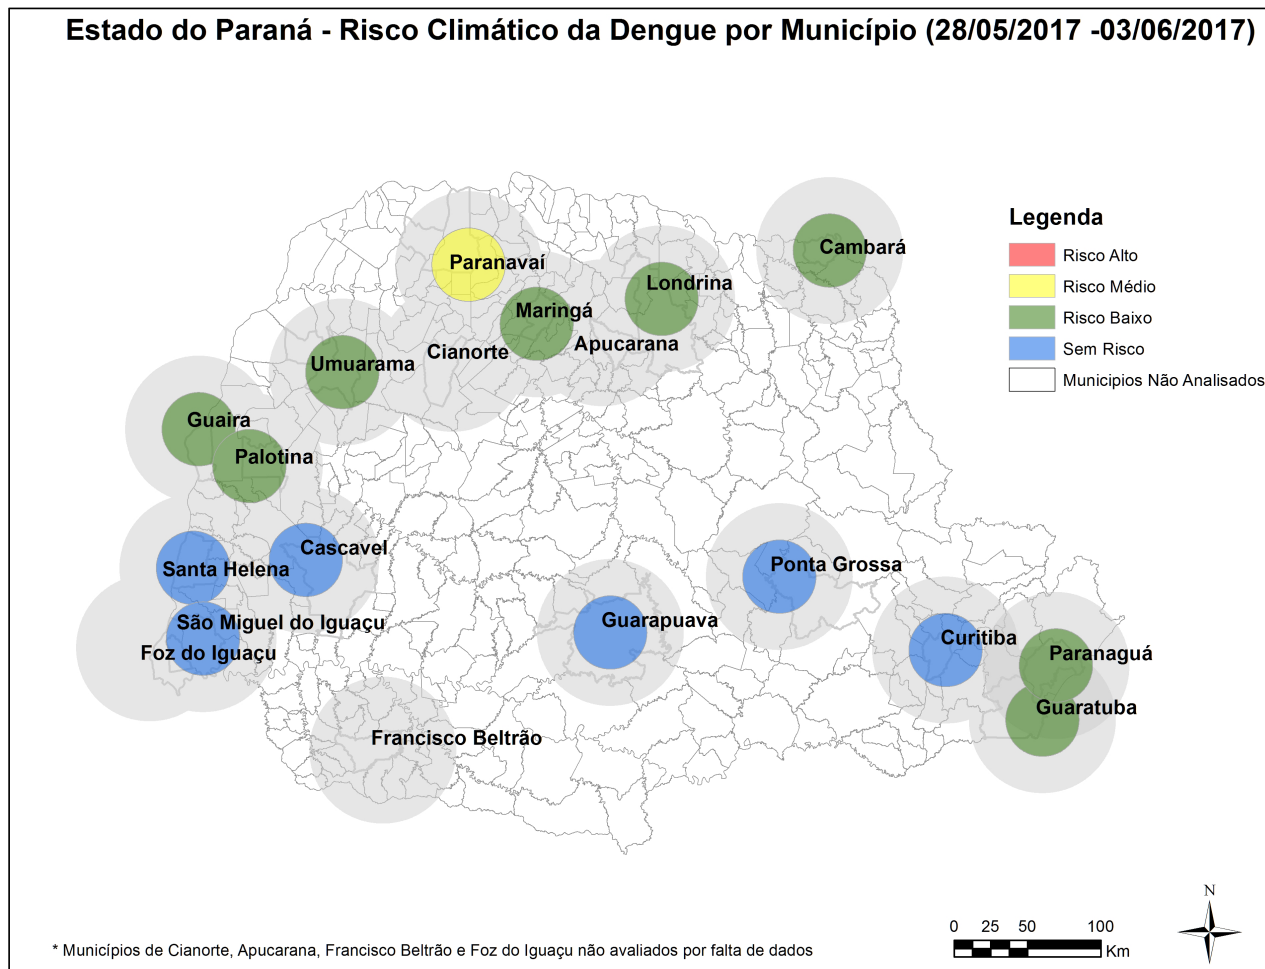 Estado do Paraná - Risco Climático da Dengue por Município (28/05/2017 -03/06/2017)
Legenda
Risco Alto
Risco Médio
Risco Baixo
Sem Risco
Municipios Não Analisados
Cambará
Paranavaí
Londrina
Maringá
Apucarana
Cianorte
Umuarama
Guaira
Palotina
Cascavel
Santa Helena
Ponta Grossa
São Miguel do Iguaçu
Guarapuava
Foz do Iguaçu
Curitiba
Paranaguá
Guaratuba
Francisco Beltrão
N
0 25 50 100
Km
* Municípios de Cianorte, Apucarana, Francisco Beltrão e Foz do Iguaçu não avaliados por falta de dados